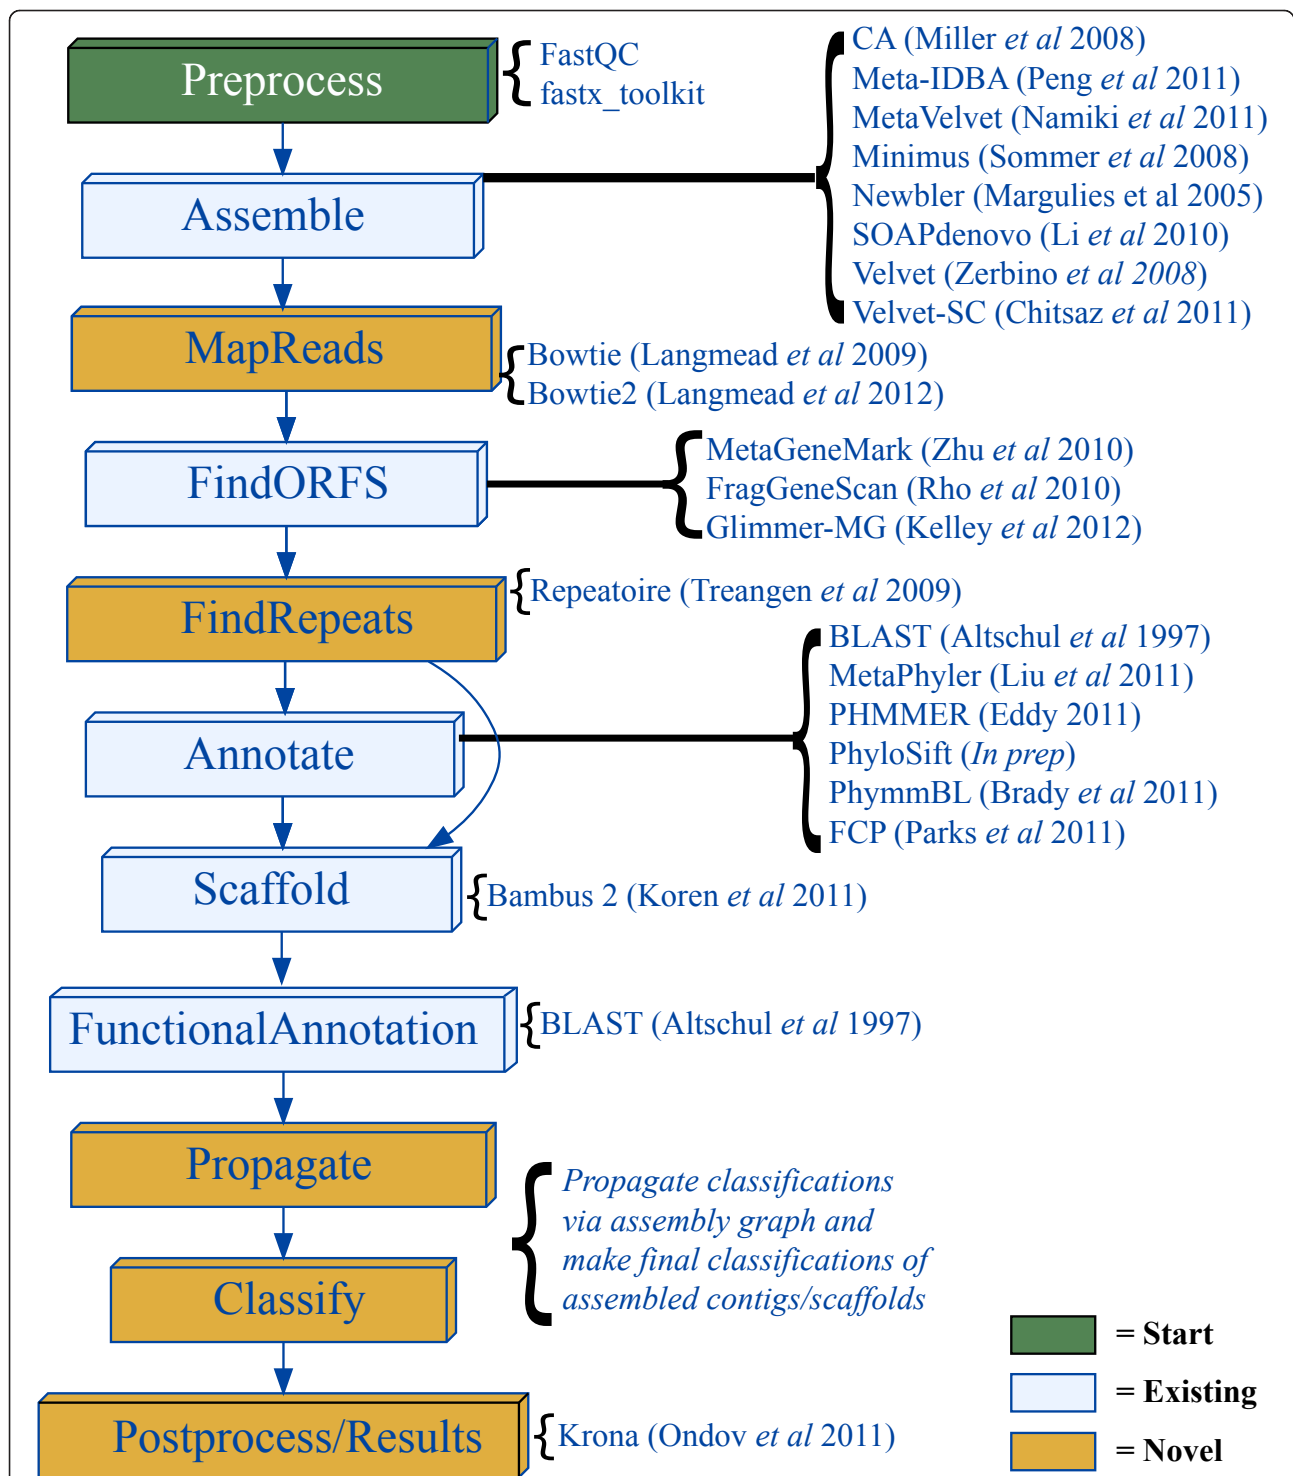 Preprocess
FastQC
fastx_toolkit
CA (Miller et al 2008)
Meta-IDBA (Peng et al 2011)
MetaVelvet (Namiki et al 2011)
Minimus (Sommer et al 2008)
Newbler (Margulies et al 2005)
SOAPdenovo (Li et al 2010)
Velvet (Zerbino et al 2008)
Velvet-SC (Chitsaz et al 2011)
Assemble
MapReads
Bowtie (Langmead et al 2009)
Bowtie2 (Langmead et al 2012)
FindORFS
MetaGeneMark (Zhu et al 2010)
FragGeneScan (Rho et al 2010)
Glimmer-MG (Kelley et al 2012)
FindRepeats
Repeatoire (Treangen et al 2009)
Annotate
BLAST (Altschul et al 1997)
MetaPhyler (Liu et al 2011)
PHMMER (Eddy 2011)
PhyloSift (In prep)
PhymmBL (Brady et al 2011)
FCP (Parks et al 2011)
Scaffold
Bambus 2 (Koren et al 2011)
FunctionalAnnotation
BLAST (Altschul et al 1997)
Propagate
Propagate classifications
via assembly graph and
make final classifications of
assembled contigs/scaffolds
Classify
Postprocess/Results
Krona (Ondov et al 2011)
= Start
= Existing
= Novel